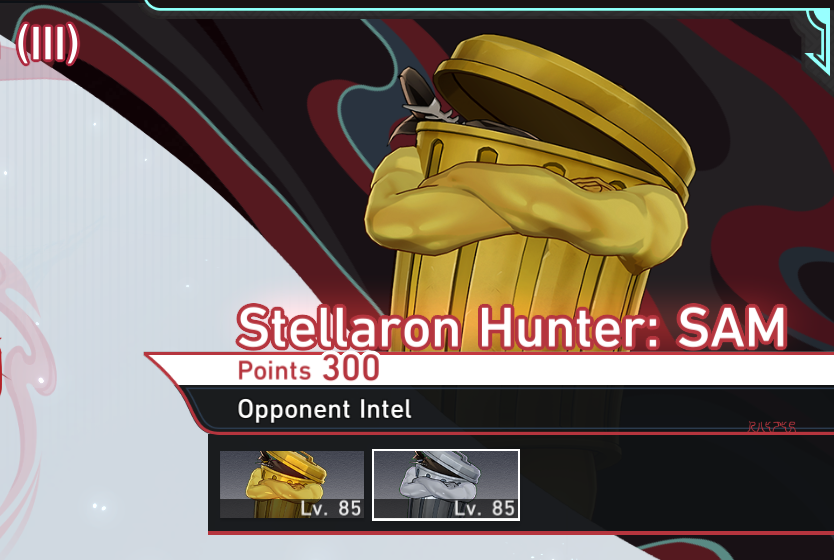 (III)
Stellaron Hunter: SAM
Points 300
Opponent Intel
Lv. 85
Lv. 85